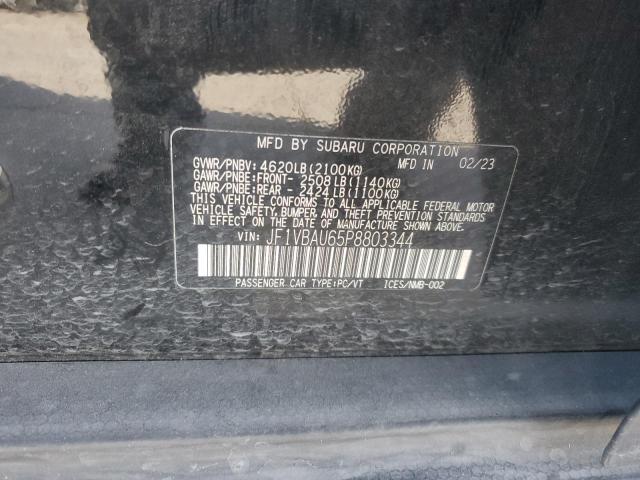 MFD BY SUBARU CORPORATION
GVWR/PNBV: 4620LB(2100KG) MFD IN 02/23
GAWR/PNBE:FRONT- 2508LB(1140KG)
GAWR/PNBE:REAR - 2424LB(1100KG)
THIS VEHICLE CONFORMS TO ALL APPLICABLE FEDERAL MOTOR
VEHICLE SAFETY, BUMPER, AND THEFT PREVENTION STANDARDS
IN EFFECT ON THE DATE OF MANUFACTURE SHOWN ABOVE.
VIN: JF1VBAU65P8803344
PASSENGER CAR TYPE:PC/VT ICES/NMB-002